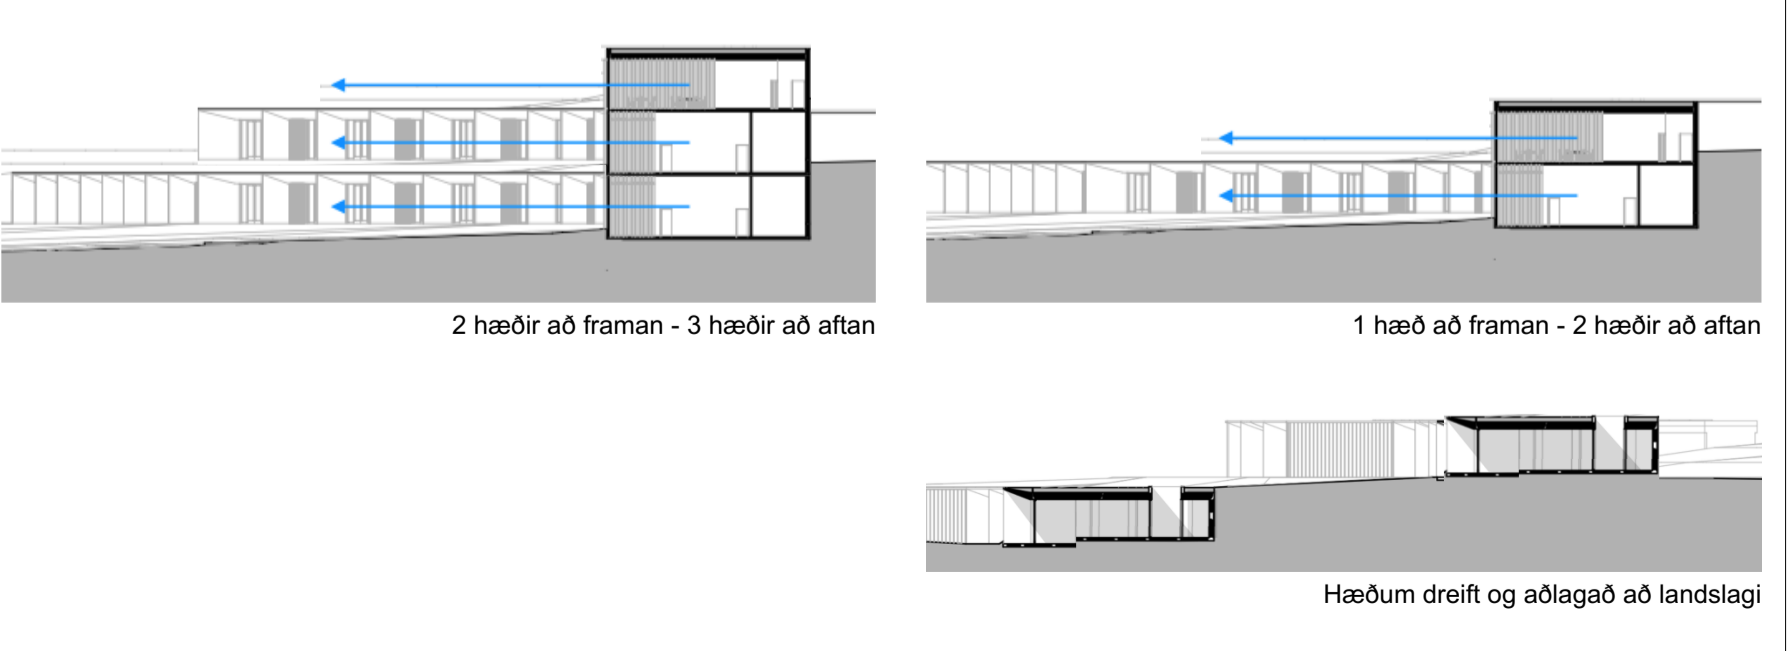 2 hæðir að framan - 3 hæðir að aftan
1 hæð að framan - 2 hæðir að aftan
Hæðum dreift og aðlagað að landslagi